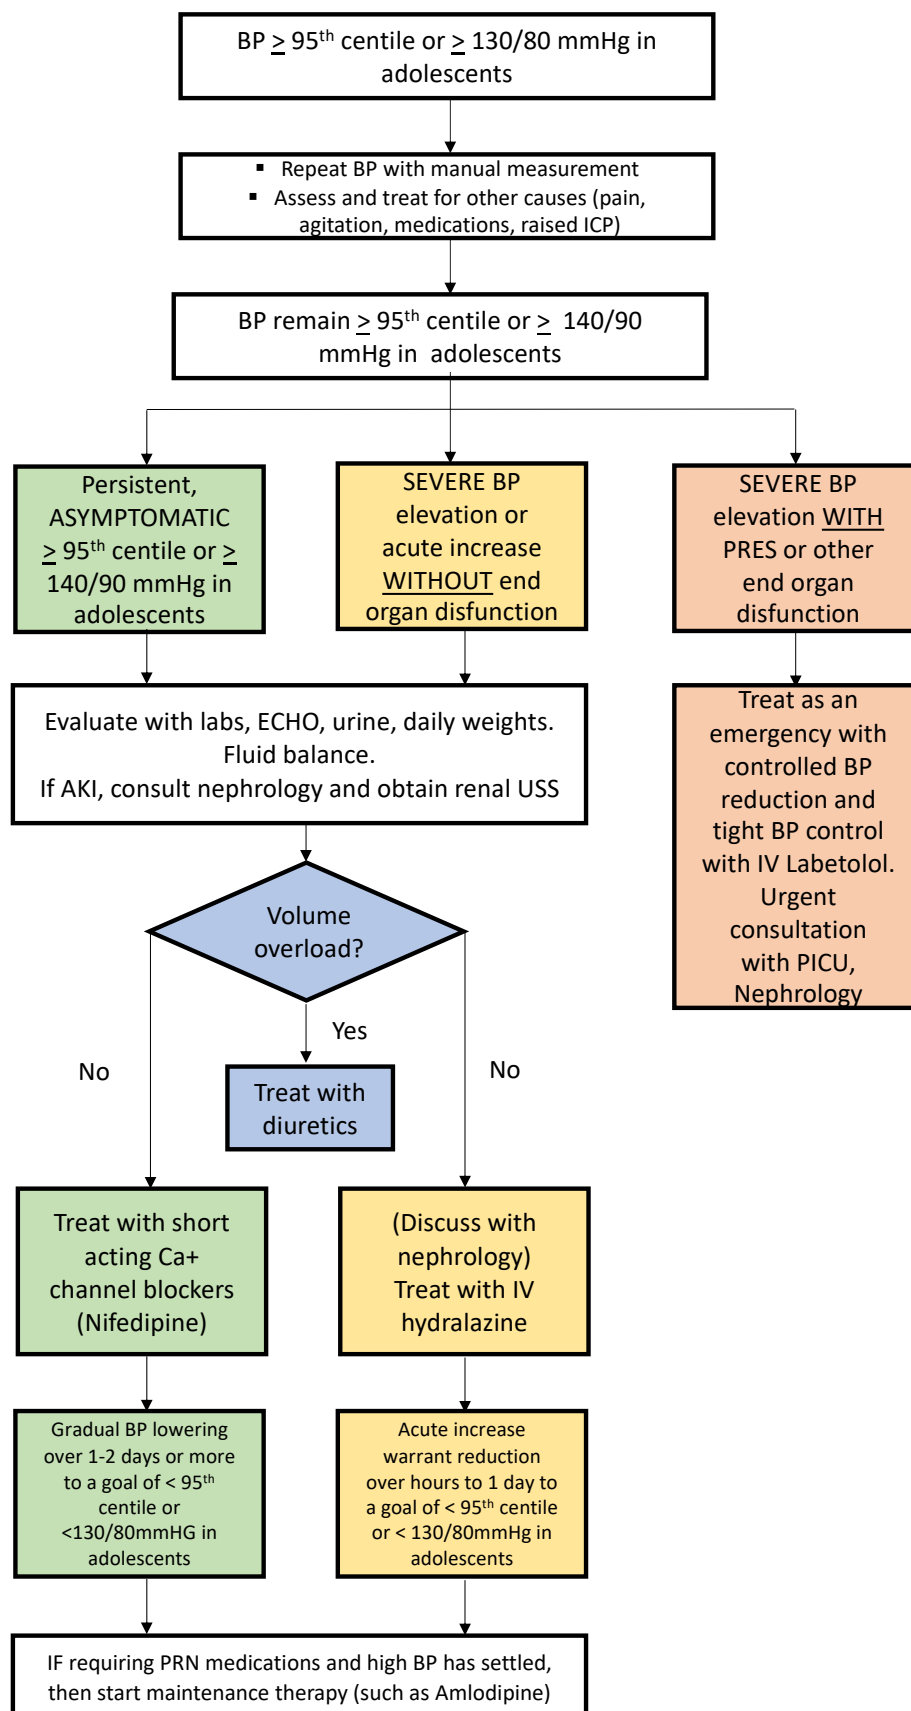 BP ≥ 95th centile or ≥ 130/80 mmHg in
adolescents
▪ Repeat BP with manual measurement
▪ Assess and treat for other causes (pain,
agitation, medications, raised ICP)
BP remain ≥ 95th centile or ≥ 140/90
mmHg in adolescents
Persistent,
ASYMPTOMATIC
≥ 95th centile or ≥
140/90 mmHg in
adolescents
SEVERE BP
elevation or
acute increase
WITHOUT end
organ disfunction
SEVERE BP
elevation WITH
PRES or other
end organ
disfunction
Evaluate with labs, ECHO, urine, daily weights.
Fluid balance.
If AKI, consult nephrology and obtain renal USS
Treat as an
emergency with
controlled BP
reduction and
tight BP control
with IV Labetolol.
Urgent
consultation
with PICU,
Nephrology
Volume
overload?
Yes
No
No
Treat with
diuretics
Treat with short
acting Ca+
channel blockers
(Nifedipine)
(Discuss with
nephrology)
Treat with IV
hydralazine
Gradual BP lowering
over 1-2 days or more
to a goal of < 95th
centile or
<130/80mmHG in
adolescents
Acute increase
warrant reduction
over hours to 1 day to
a goal of < 95th centile
or < 130/80mmHg in
adolescents
IF requiring PRN medications and high BP has settled,
then start maintenance therapy (such as Amlodipine)